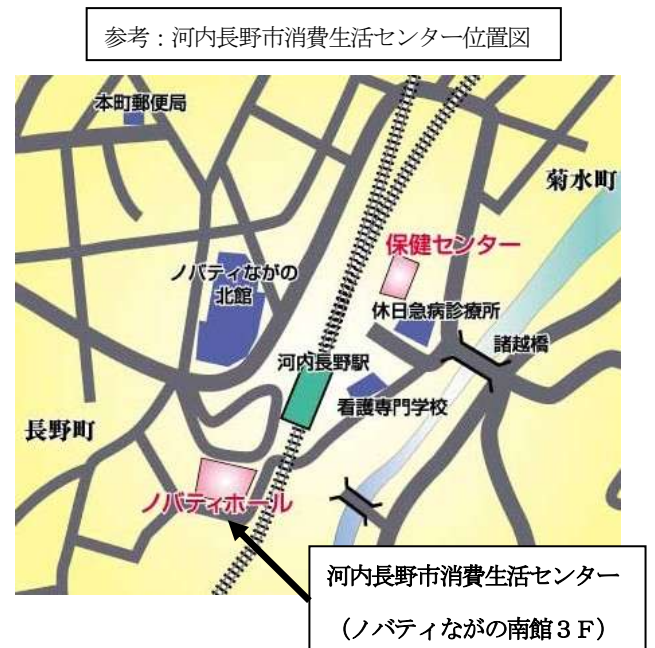 参考：河内長野市消費生活センター位置図
本町郵便局
菊水町
保健センター
ノバティながの
北館
休日急病診療所
諸越橋
河内長野駅
看護専門学校
長野町
ノバティホール
河内長野市消費生活センター
（ノバティながの南館３Ｆ）